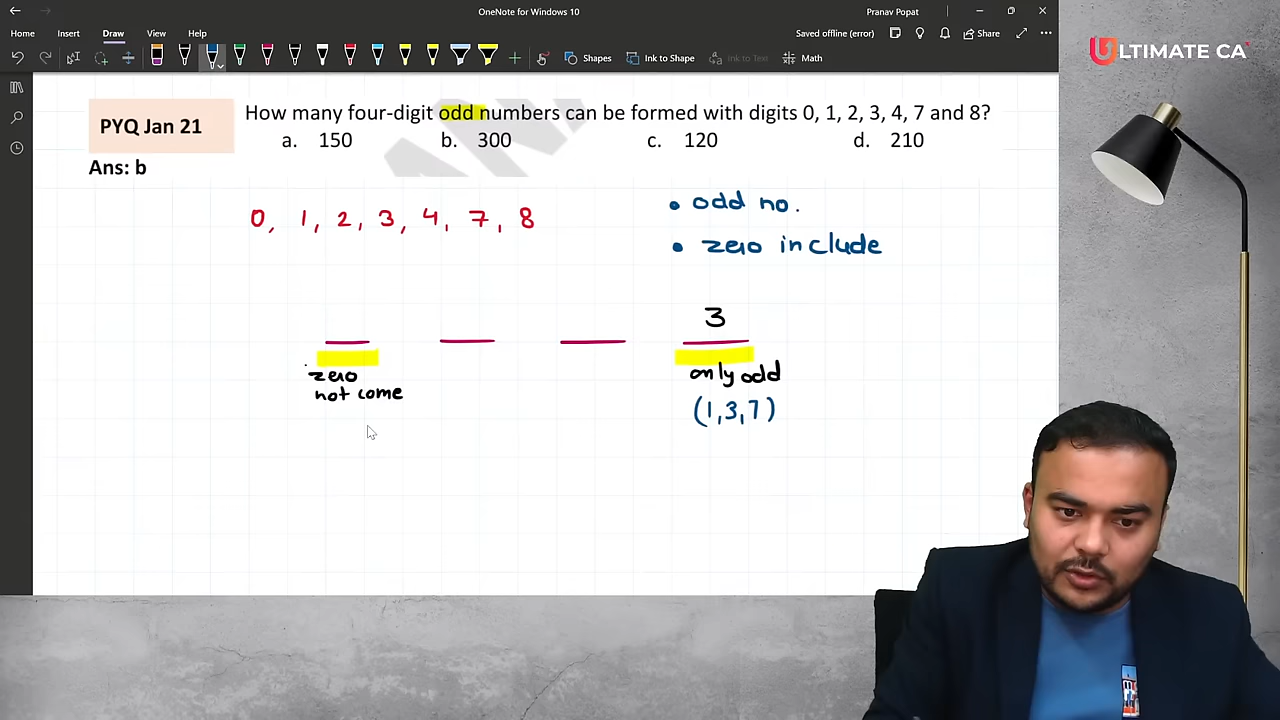 OneNote for Windows 10
Pranav Popat
Home Insert Draw View Help
Saved offline (error)
Share
Shapes
Ink to Shape
Ink to Text
Math
ULTIMATE CA
PYQ Jan 21
How many four-digit odd numbers can be formed with digits 0, 1, 2, 3, 4, 7 and 8?
a. 150 b. 300 c. 120 d. 210
Ans: b
0, 1, 2, 3, 4, 7, 8
• odd no.
• zero include
3
zero
not come
only odd
(1,3,7)